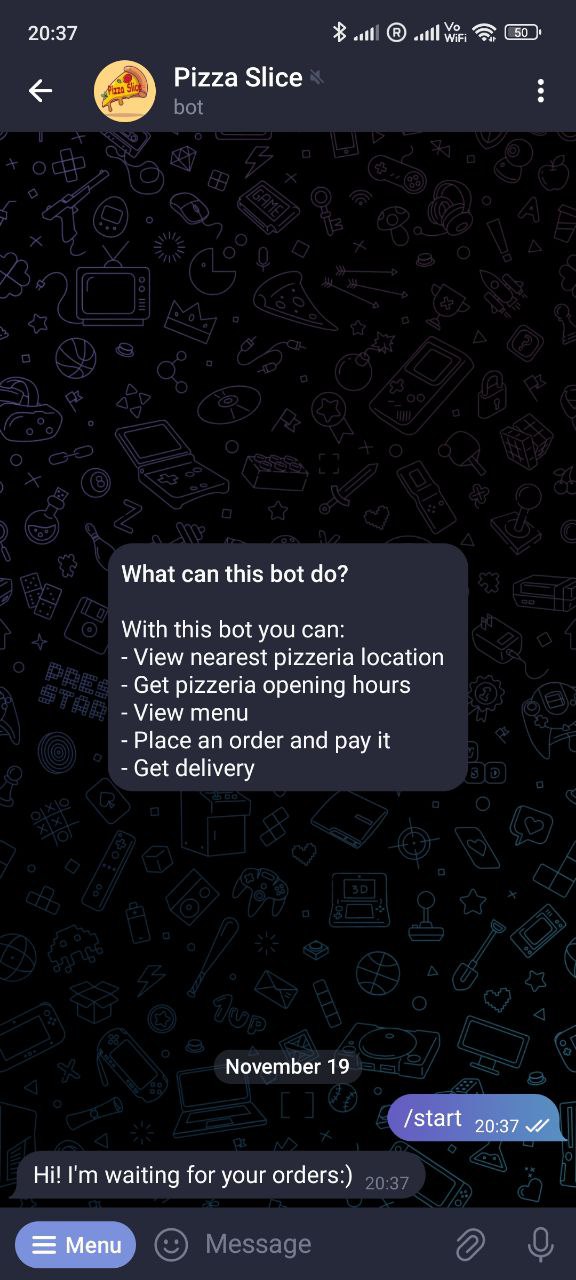 20:37
R
Vo
WiFi
50
Pizza Slice
Pizza Slice
bot
GAME
A
?
8
Z
What can this bot do?
With this bot you can:
- View nearest pizzeria location
- Get pizzeria opening hours
- View menu
- Place an order and pay it
- Get delivery
PRESS
START
3D
1UP
November 19
/start 20:37
Hi! I'm waiting for your orders:) 20:37
Menu
Message